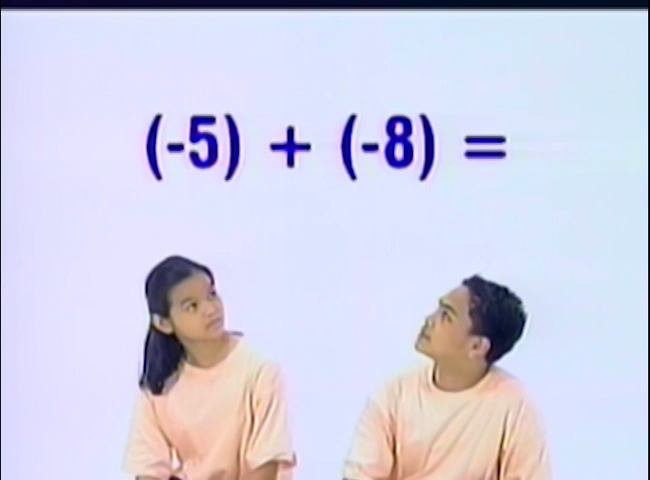 (-5) + (-8) =